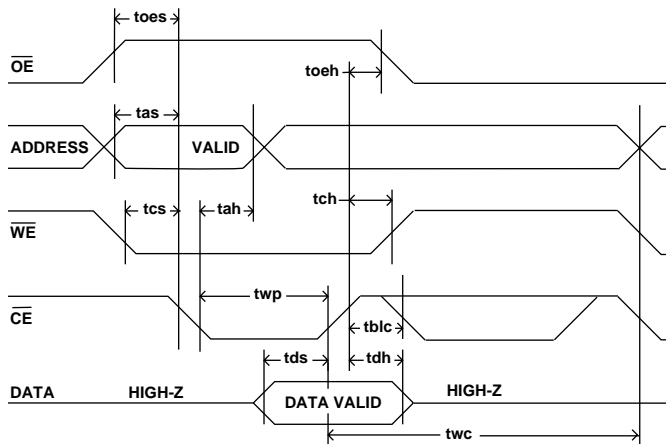 toes
OE
toeh
tas
ADDRESS VALID
tcs tah tch
WE
twp
CE tblc
tds tdh
DATA HIGH-Z DATA VALID HIGH-Z
twc